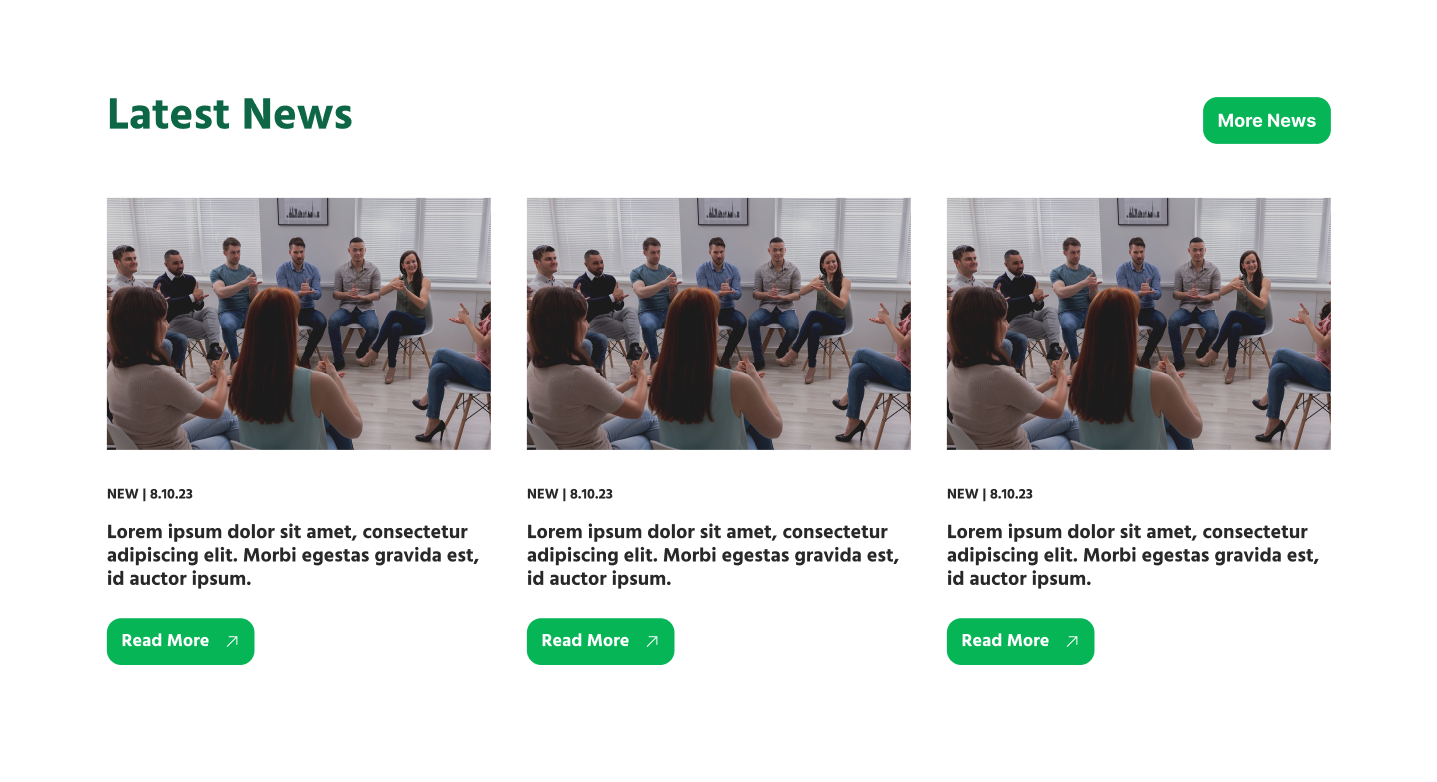 Latest News
More News
NEW | 8.10.23
Lorem ipsum dolor sit amet, consectetur
adipiscing elit. Morbi egestas gravida est,
id auctor ipsum.
Read More
NEW | 8.10.23
Lorem ipsum dolor sit amet, consectetur
adipiscing elit. Morbi egestas gravida est,
id auctor ipsum.
Read More
NEW | 8.10.23
Lorem ipsum dolor sit amet, consectetur
adipiscing elit. Morbi egestas gravida est,
id auctor ipsum.
Read More